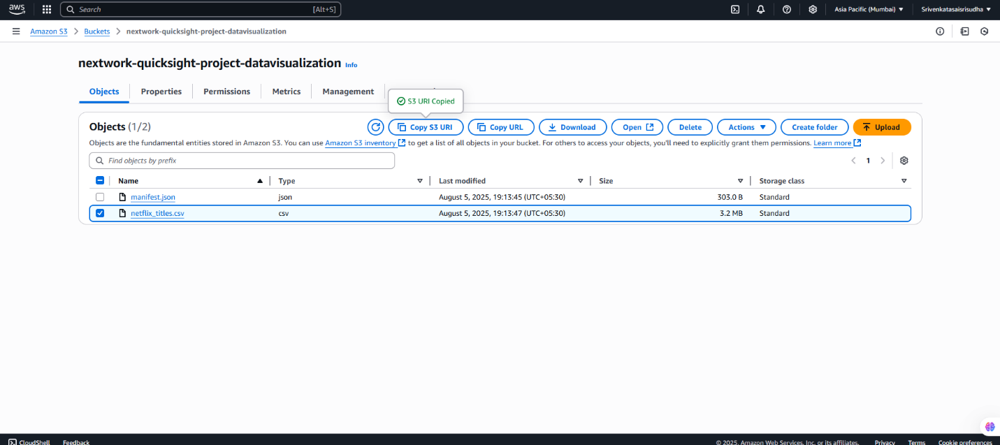 aws Search [Alt+S] Asia Pacific (Mumbai) Srivenkatasaisrisudha
Amazon S3 Buckets nextwork-quicksight-project-datavisualization
nextwork-quicksight-project-datavisualization Info
Objects Properties Permissions Metrics Management
S3 URI Copied
Objects (1/2) Copy S3 URI Copy URL Download Open Delete Actions Create folder Upload
Objects are the fundamental entities stored in Amazon S3. You can use Amazon S3 inventory to get a list of all objects in your bucket. For others to access your objects, you'll need to explicitly grant them permissions. Learn more
Find objects by prefix 1
Name Type Last modified Size Storage class
manifest.json json August 5, 2025, 19:13:45 (UTC+05:30) 303.0 B Standard
netflix_titles.csv csv August 5, 2025, 19:13:47 (UTC+05:30) 3.2 MB Standard
CloudShell Feedback © 2025, Amazon Web Services, Inc. or its affiliates. Privacy Terms Cookie preferences